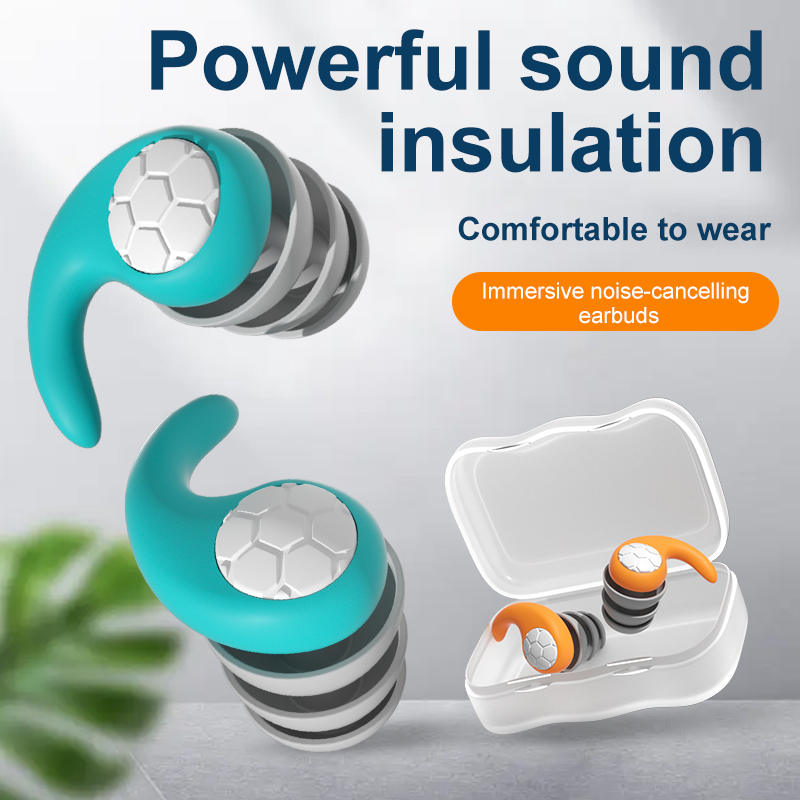 Powerful sound
insulation
Comfortable to wear
Immersive noise-cancelling
earbuds